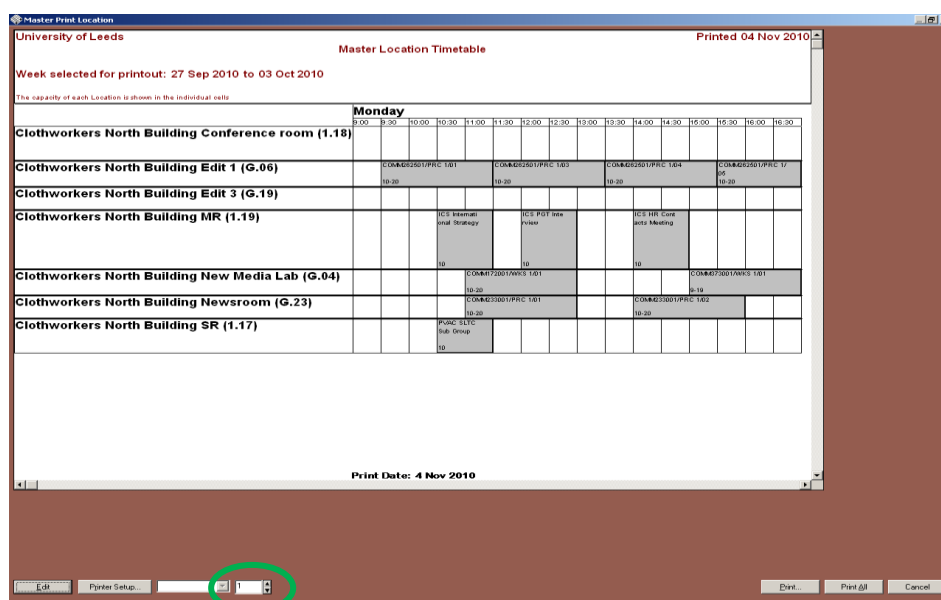 Master Print Location
University of Leeds
Printed 04 Nov 2010
Master Location Timetable
Week selected for printout: 27 Sep 2010 to 03 Oct 2010
The capacity of each Location is shown in the individual cells
Monday
9:00 9:30 10:00 10:30 11:00 11:30 12:00 12:30 13:00 13:30 14:00 14:30 15:00 15:30 16:00 16:30
Clothworkers North Building Conference room (1.18)
Clothworkers North Building Edit 1 (G.06)
COMM262501/PRC 1/01
10-20
COMM262501/PRC 1/03
10-20
COMM262501/PRC 1/04
10-20
COMM262501/PRC 1/
05
10-20
Clothworkers North Building Edit 3 (G.19)
Clothworkers North Building MR (1.19)
ICS Internati
onal Strategy
10
ICS PGT Inte
rview
10
ICS HR Cont
acts Meeting
10
Clothworkers North Building New Media Lab (G.04)
COMM172001/WKS 1/01
10-20
COMM373001/WKS 1/01
9-19
Clothworkers North Building Newsroom (G.23)
COMM233001/PRC 1/01
10-20
COMM233001/PRC 1/02
10-20
Clothworkers North Building SR (1.17)
PVAC SLTC
Sub Group
10
Print Date: 4 Nov 2010
Edit
Printer Setup...
1
Print...
Print All
Cancel